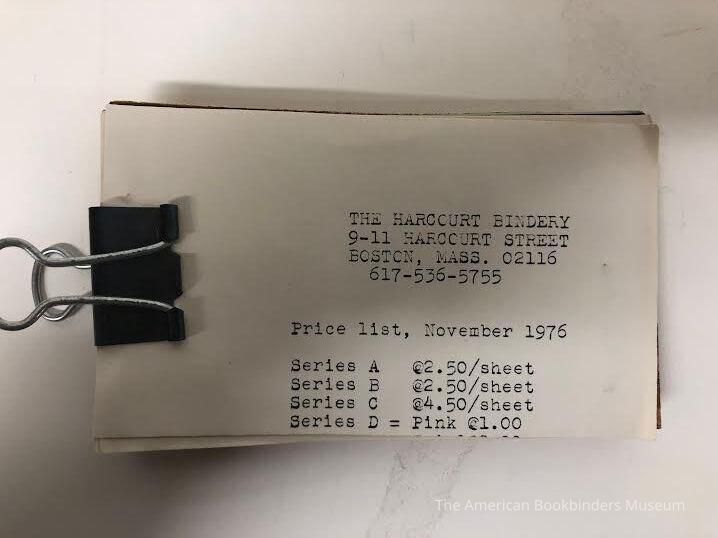 THE HARCOURT BINDERY
9-11 HARCOURT STREET
BOSTON, MASS. 02116
617-536-5755
Price list, November 1976
Series A @2.50/sheet
Series B @2.50/sheet
Series C @4.50/sheet
Series D = Pink @1.00
The American Bookbinders Museum